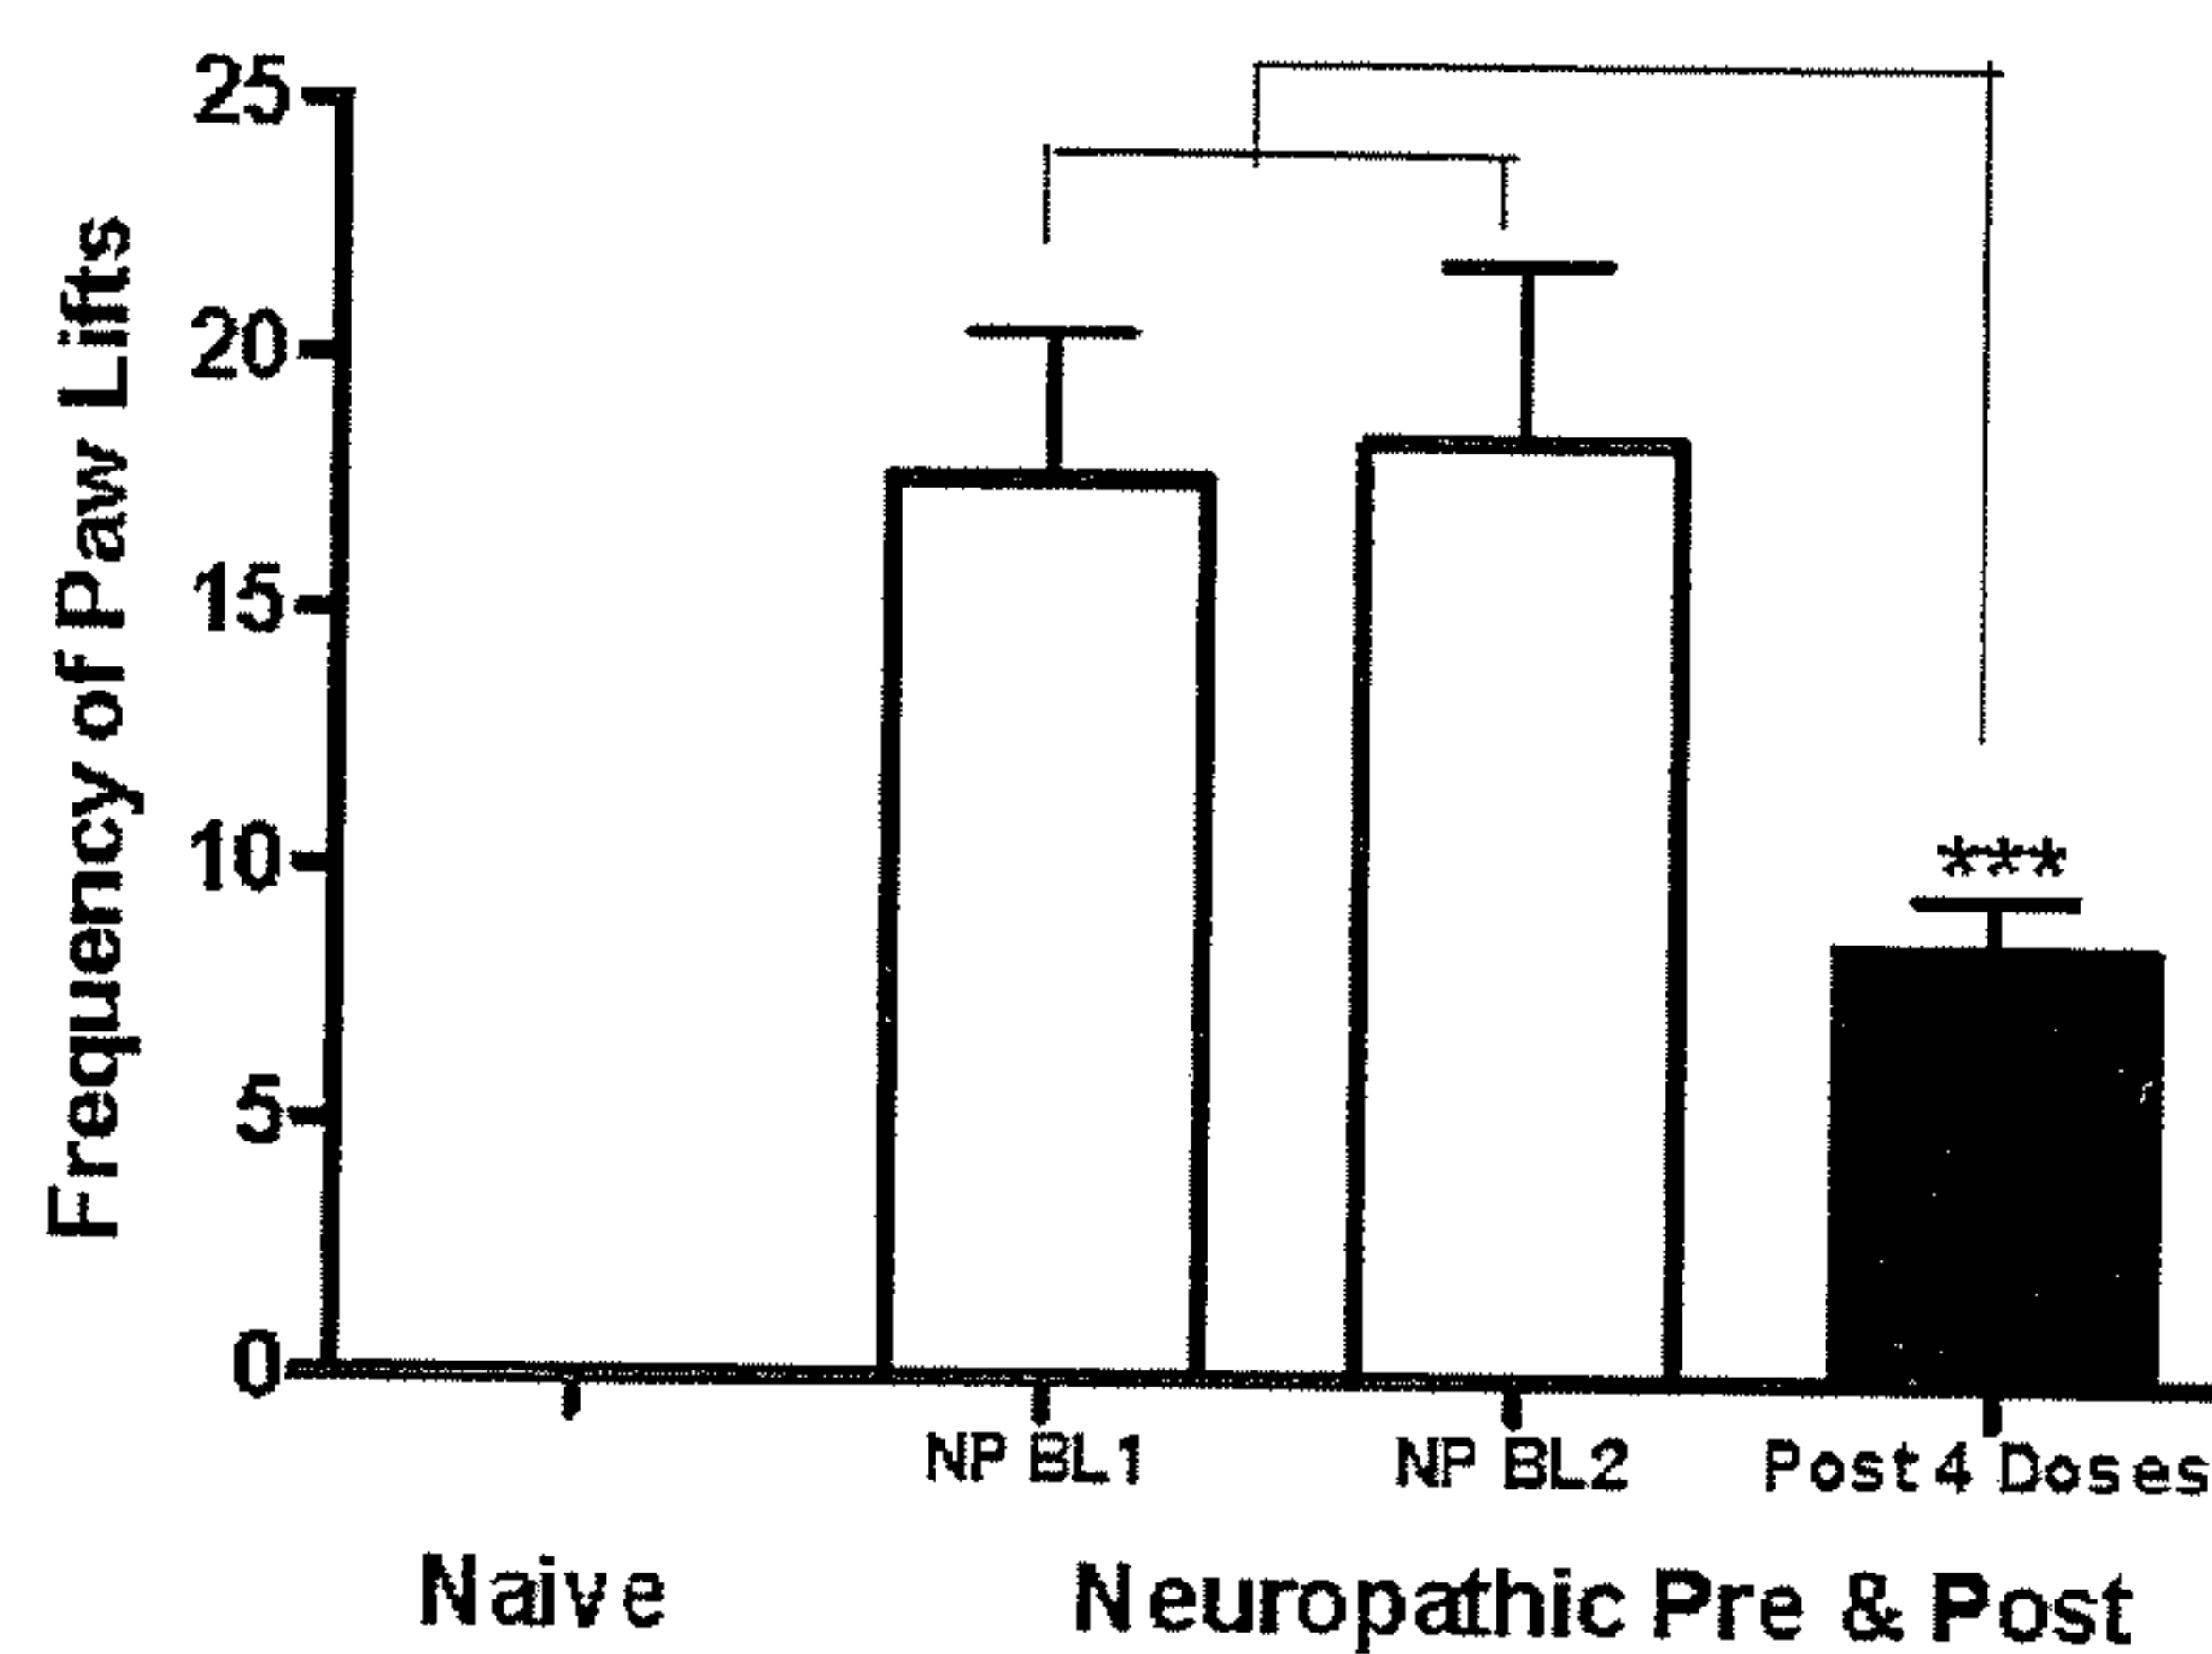 Frequency of Paw Lifts
25
20
15
10
5
0
***
NP BL1
NP BL2
Post 4 Doses
Naive
Neuropathic Pre & Post